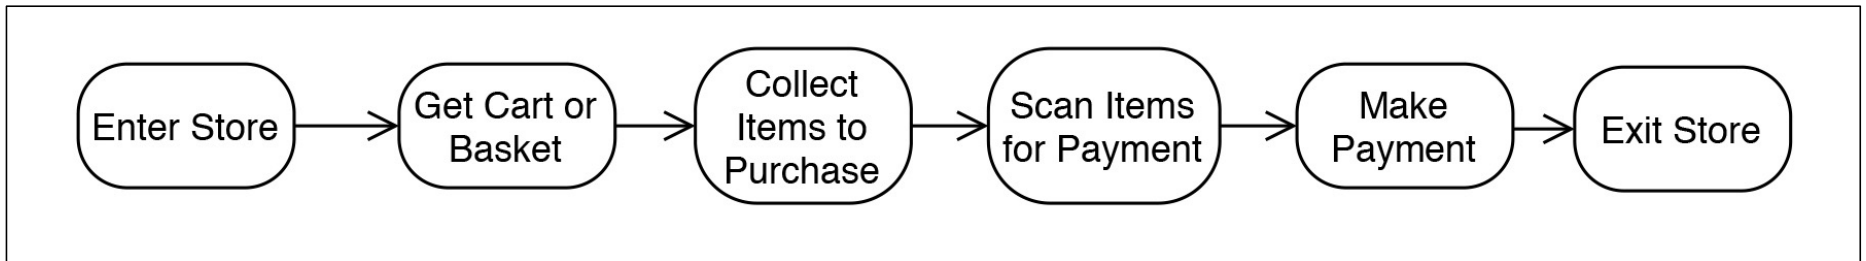 Enter Store
Get Cart or
Basket
Collect
Items to
Purchase
Scan Items
for Payment
Make
Payment
Exit Store